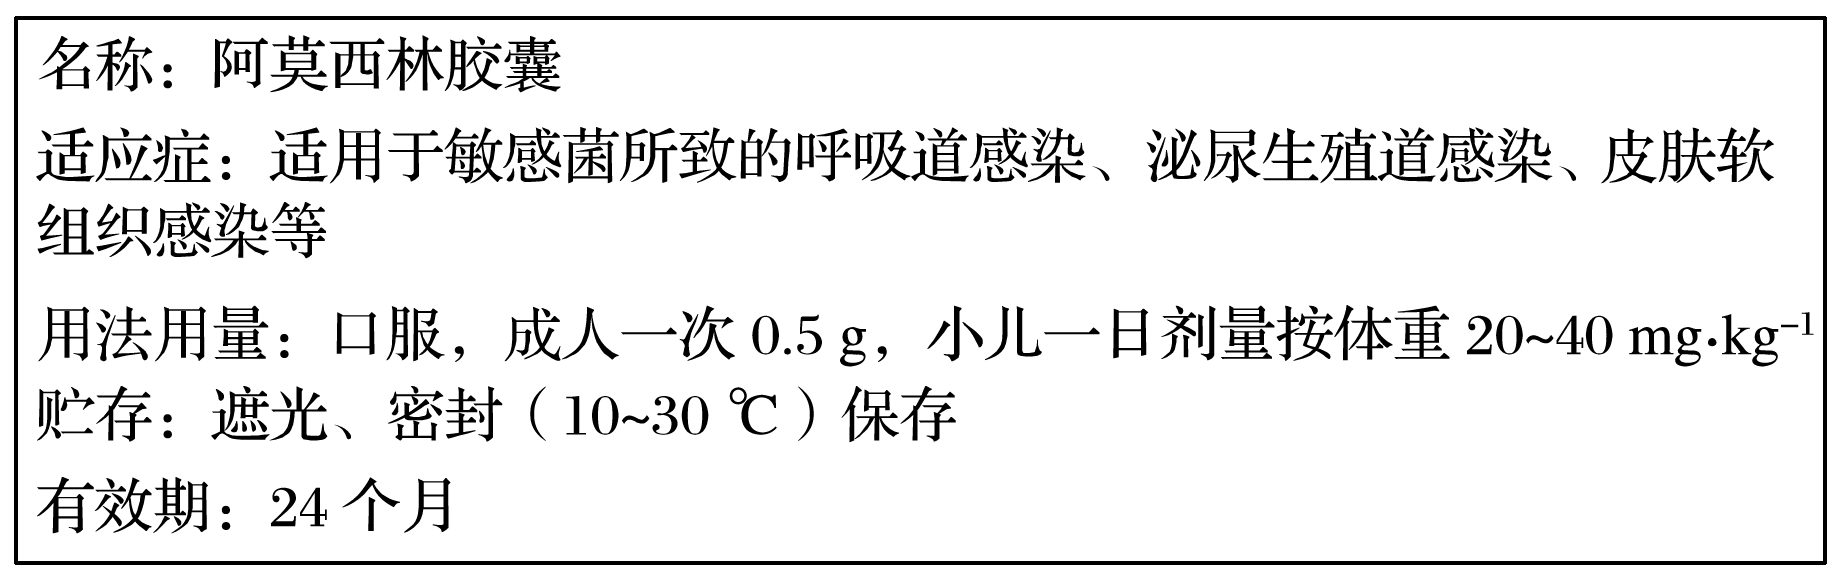 名称：阿莫西林胶囊
适应症：适用于敏感菌所致的呼吸道感染、泌尿生殖道感染、皮肤软
组织感染等
用法用量：口服，成人一次 0.5 g，小儿一日剂量按体重 20~40 mg·kg⁻¹
贮存：遮光、密封（10~30 ℃）保存
有效期：24 个月